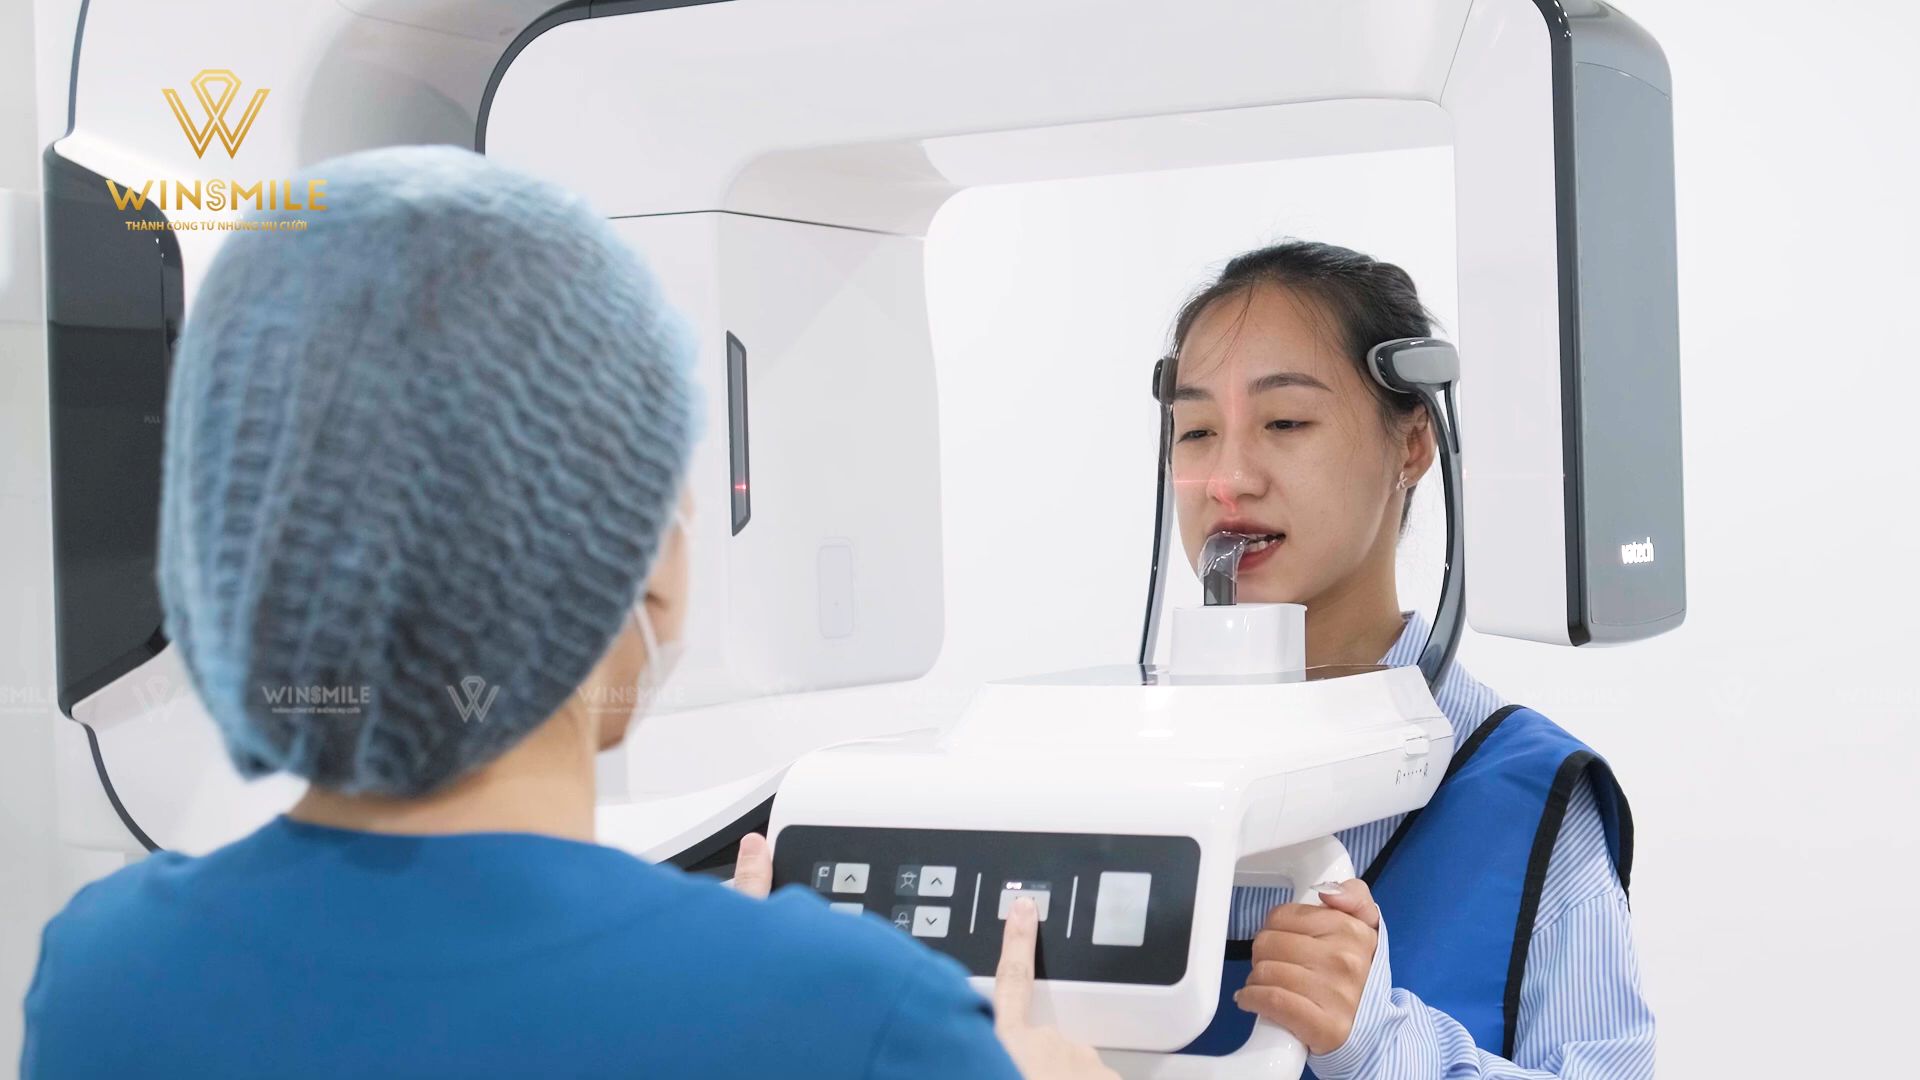 WINSMILE
THÀNH CÔNG TỪ NHỮNG NỤ CƯỜI
vatech
WINSMILE
WINSMILE